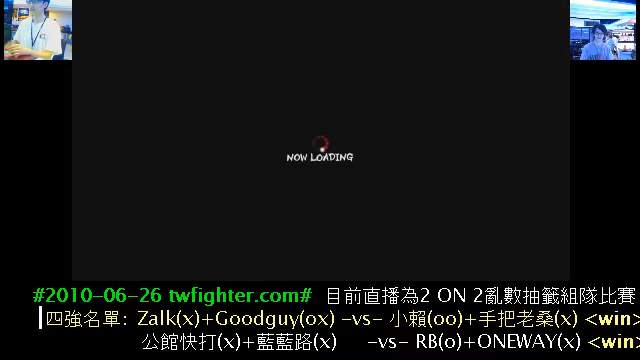 NOW LOADING
#2010-06-26 twfighter.com# 目前直播為2 ON 2亂數抽籤組隊比賽
四強名單: Zalk(x)+Goodguy(ox) -vs- 小賴(oo)+手把老桑(x) <win>
公館快打(x)+藍藍路(x) -vs- RB(o)+ONEWAY(x) <win>